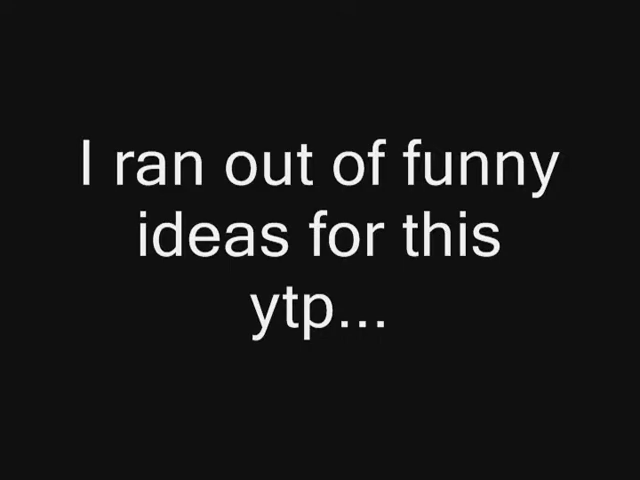 I ran out of funny
ideas for this
ytp...